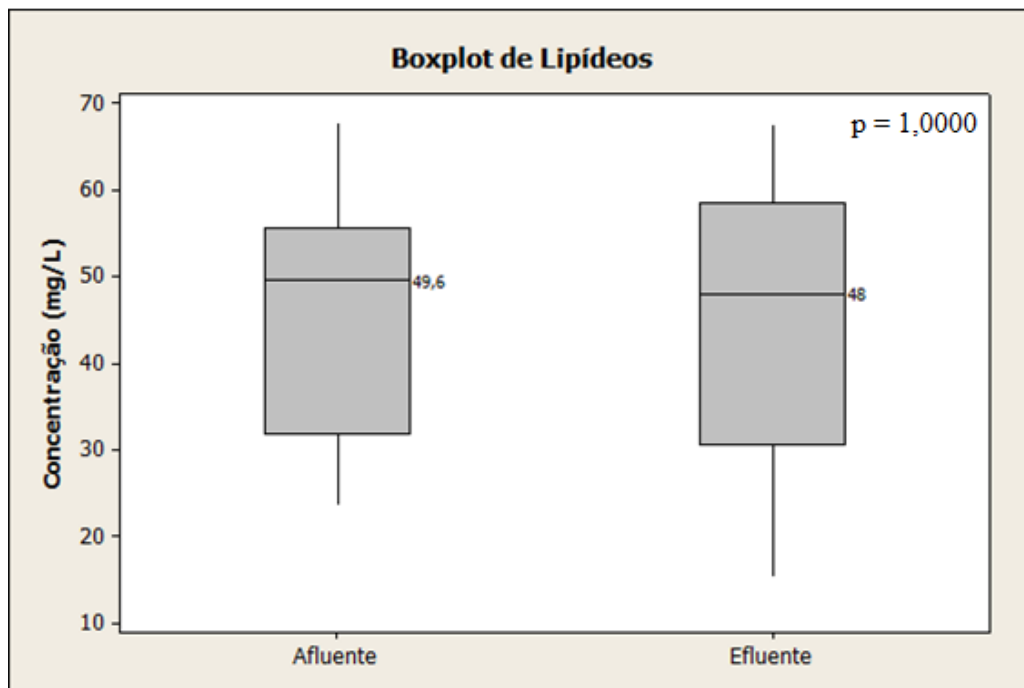 Boxplot de Lipídeos
p = 1,0000
Concentração (mg/L)
70
60
50
40
30
20
10
49,6
48
Afluente
Efluente